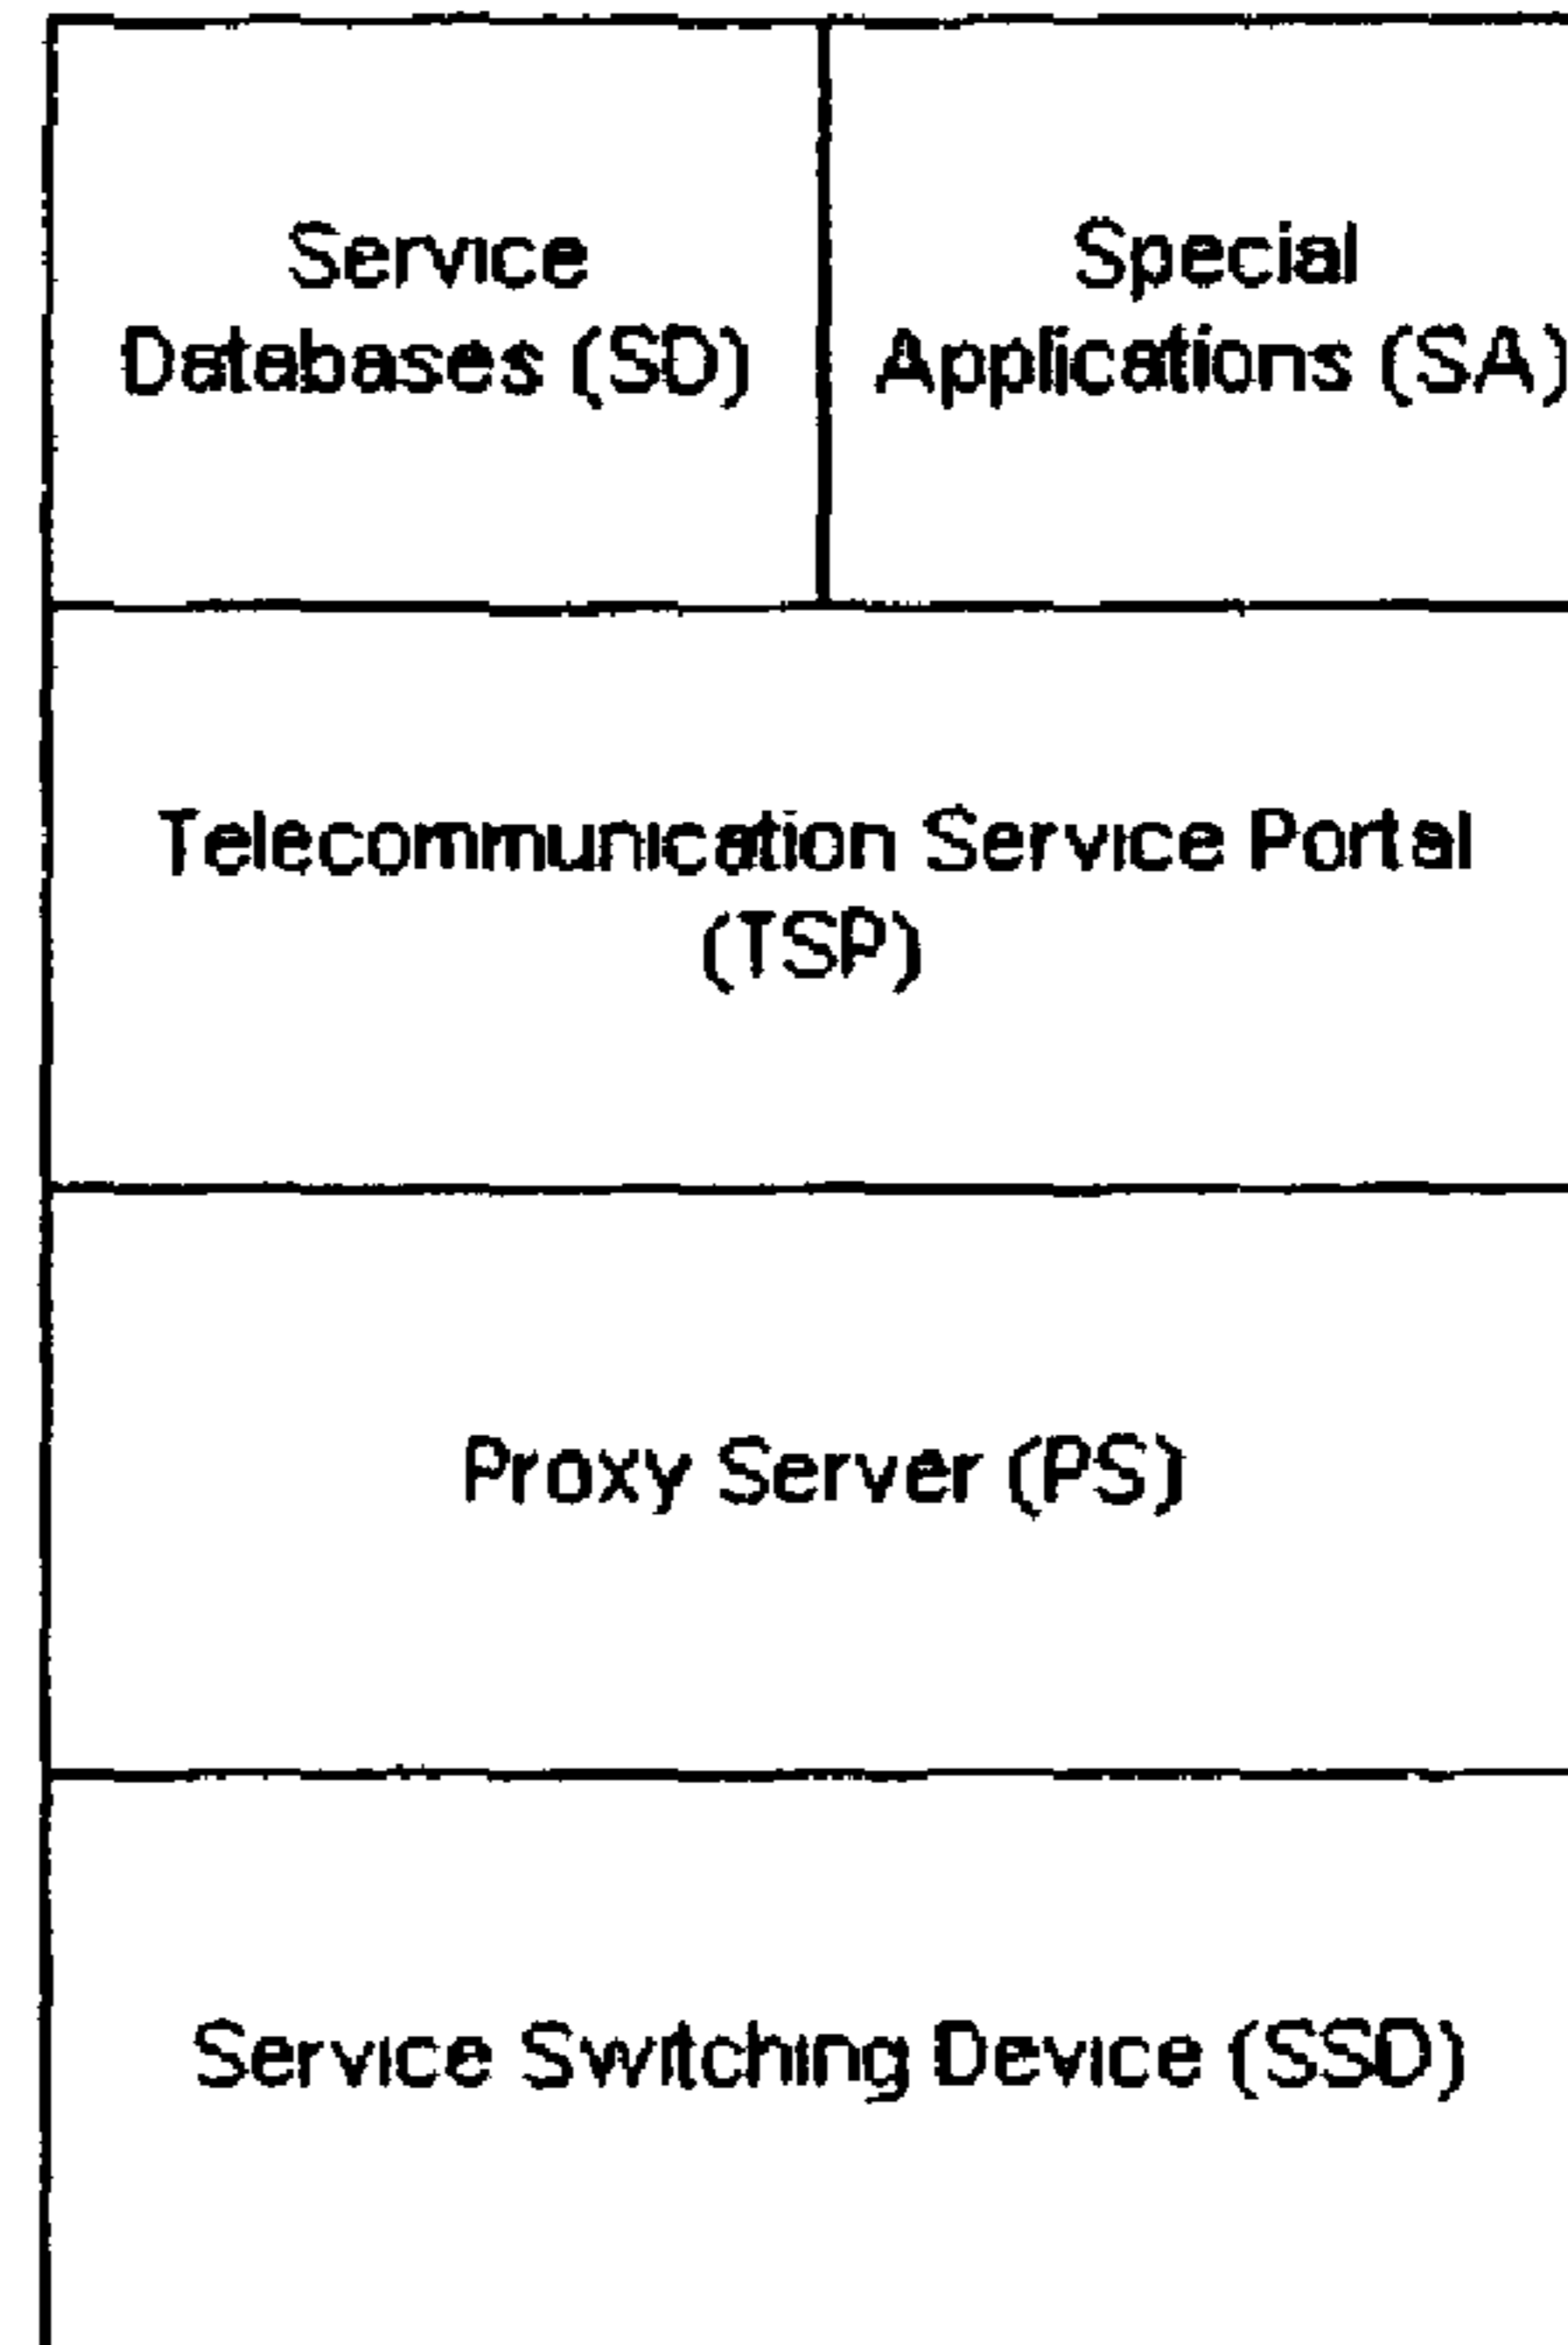 Service
Databases (SD)
Special
Applications (SA)
Telecommunication Service Portal
(TSP)
Proxy Server (PS)
Service Switching Device (SSD)